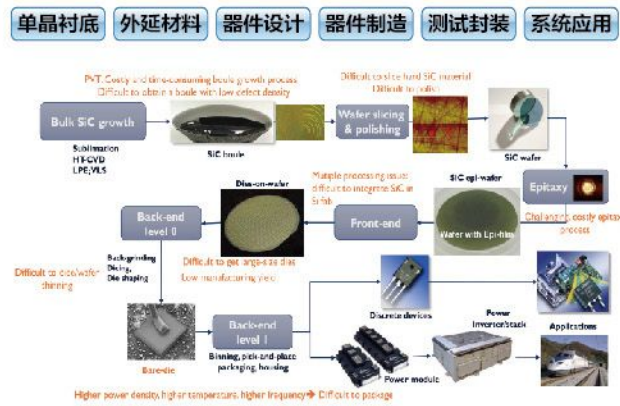 单晶衬底 外延材料 器件设计 器件制造 测试封装 系统应用
PVT: Costly and time-consuming boule growth process
Difficult to obtain a boule with low defect density
Difficult to slice hard SiC material
Difficult to polish
Bulk SiC growth
Wafer slicing
& polishing
Sublimation
HT-CVD
LPE, VLS
SiC boule
SiC wafer
Multiple processing issue:
difficult to integrate SiC in
Si fab
SiC epi-wafer
Epitaxy
Dies-on-wafer
Back-end
level 0
Front-end
Wafer with Epi-film
Challenging, costly epitaxy
process
Back-grinding
Dicing,
Die shaping
Difficult to get large-size dies
Low manufacturing yield
Difficult to dice/wafer
thinning
Discrete devices
Back-end
level 1
Power
inverter/stack
Applications
Bare-die
Binning, pick-and-place
packaging, housing
Power module
Higher power density, higher temperature, higher frequency → Difficult to package